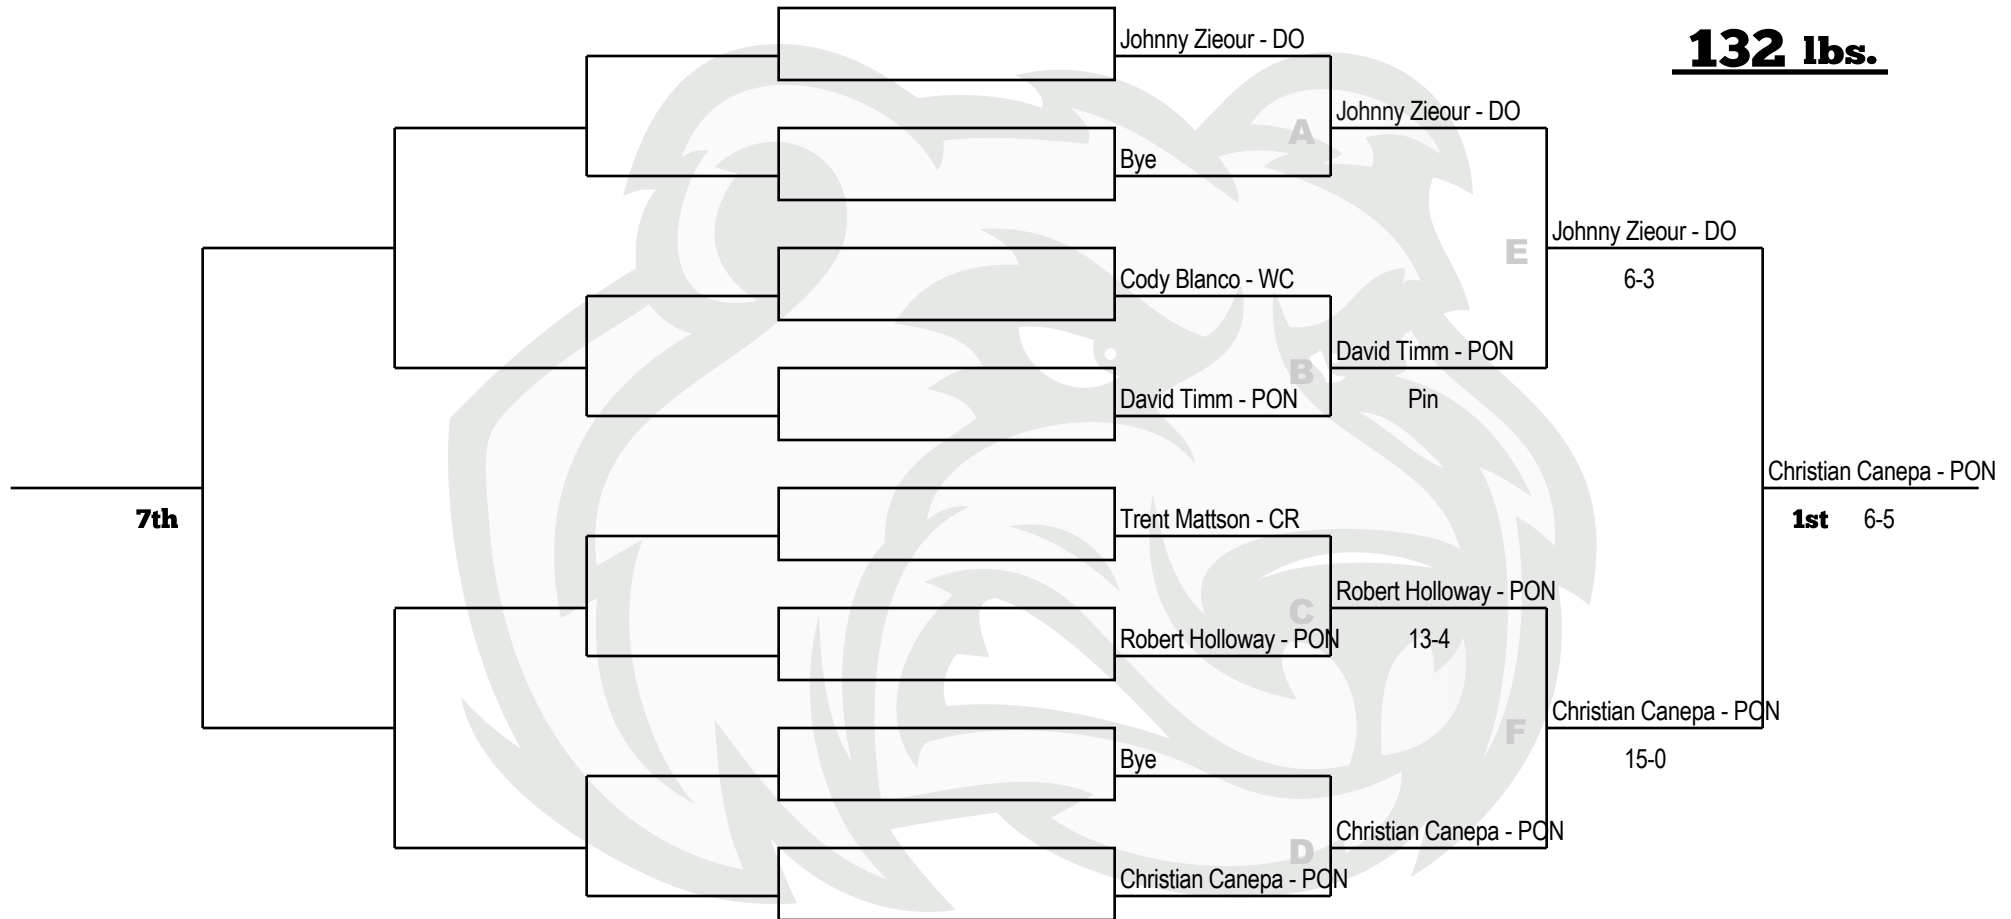 132 lbs.
Johnny Zieour - DO
Johnny Zieour - DO
A
Bye
Johnny Zieour - DO
E
6-3
Cody Blanco - WC
David Timm - PON
B
David Timm - PON
Pin
Christian Canepa - PON
7th
1st 6-5
Trent Mattson - CR
Robert Holloway - PON
C
Robert Holloway - PON
13-4
Christian Canepa - PON
F
15-0
Bye
Christian Canepa - PON
D
Christian Canepa - PON